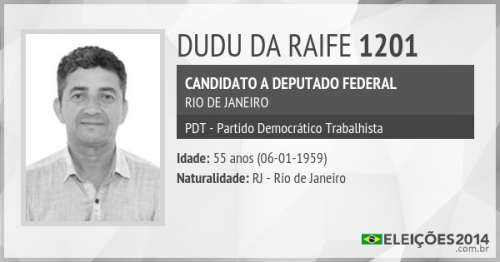 DUDU DA RAIFE 1201
CANDIDATO A DEPUTADO FEDERAL
RIO DE JANEIRO
PDT - Partido Democrático Trabalhista
Idade: 55 anos (06-01-1959)
Naturalidade: RJ - Rio de Janeiro
ELEIÇÕES2014
.com.br